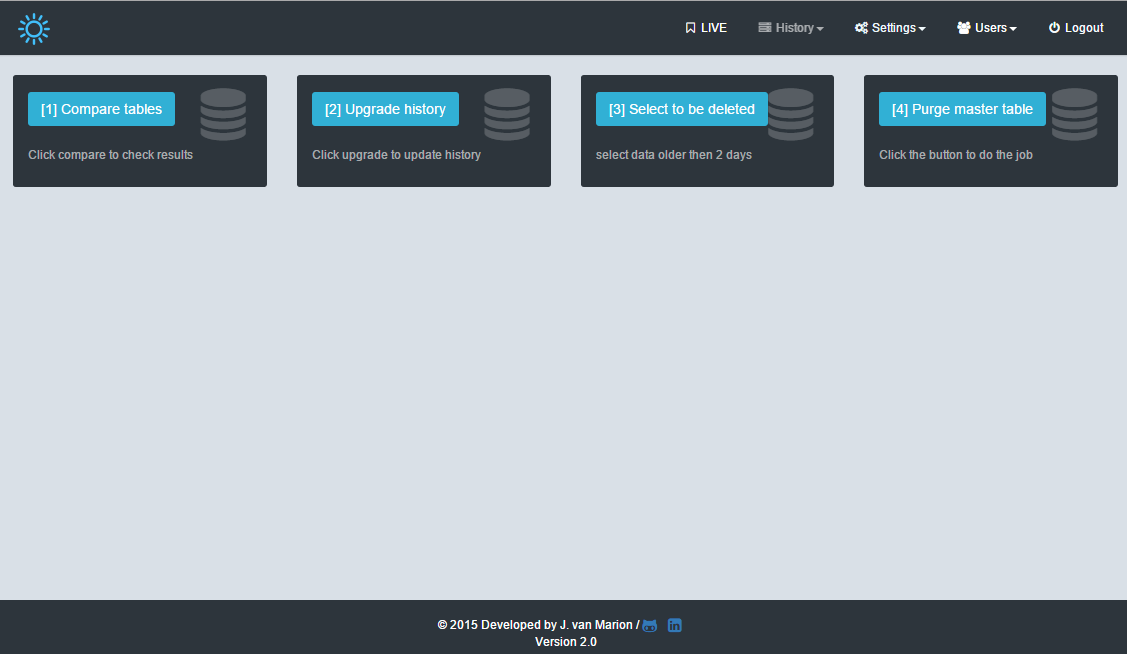 LIVE History Settings Users Logout
[1] Compare tables
Click compare to check results
[2] Upgrade history
Click upgrade to update history
[3] Select to be deleted
select data older then 2 days
[4] Purge master table
Click the button to do the job
© 2015 Developed by J. van Marion /
Version 2.0